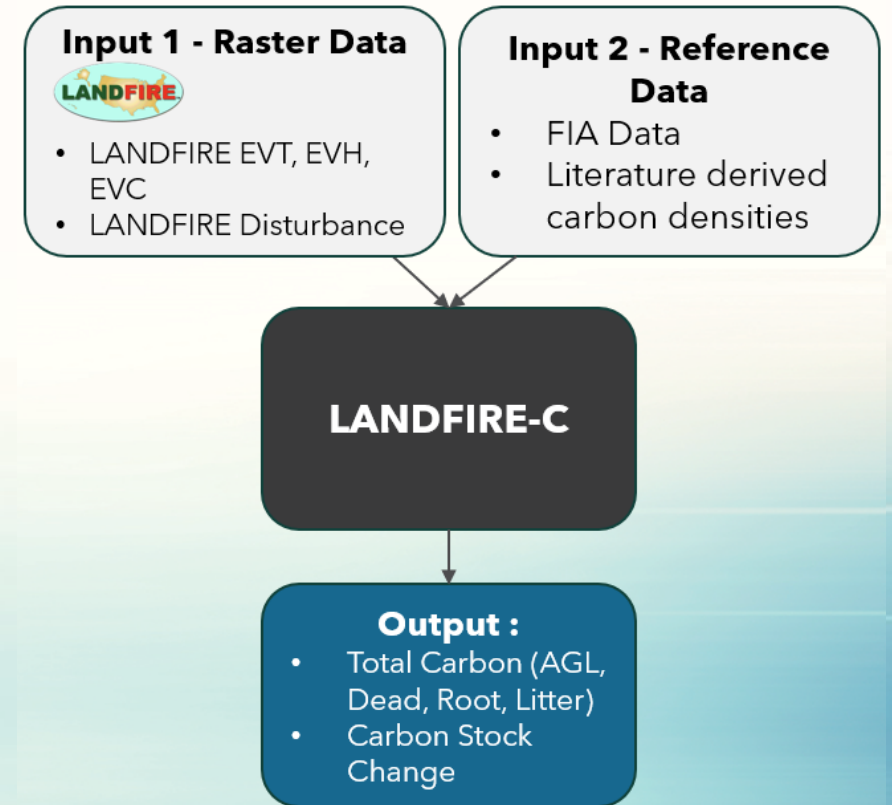 Input 1 - Raster Data
LANDFIRE
• LANDFIRE EVT, EVH,
EVC
• LANDFIRE Disturbance
Input 2 - Reference
Data
• FIA Data
• Literature derived
carbon densities
LANDFIRE-C
Output :
• Total Carbon (AGL,
Dead, Root, Litter)
• Carbon Stock
Change